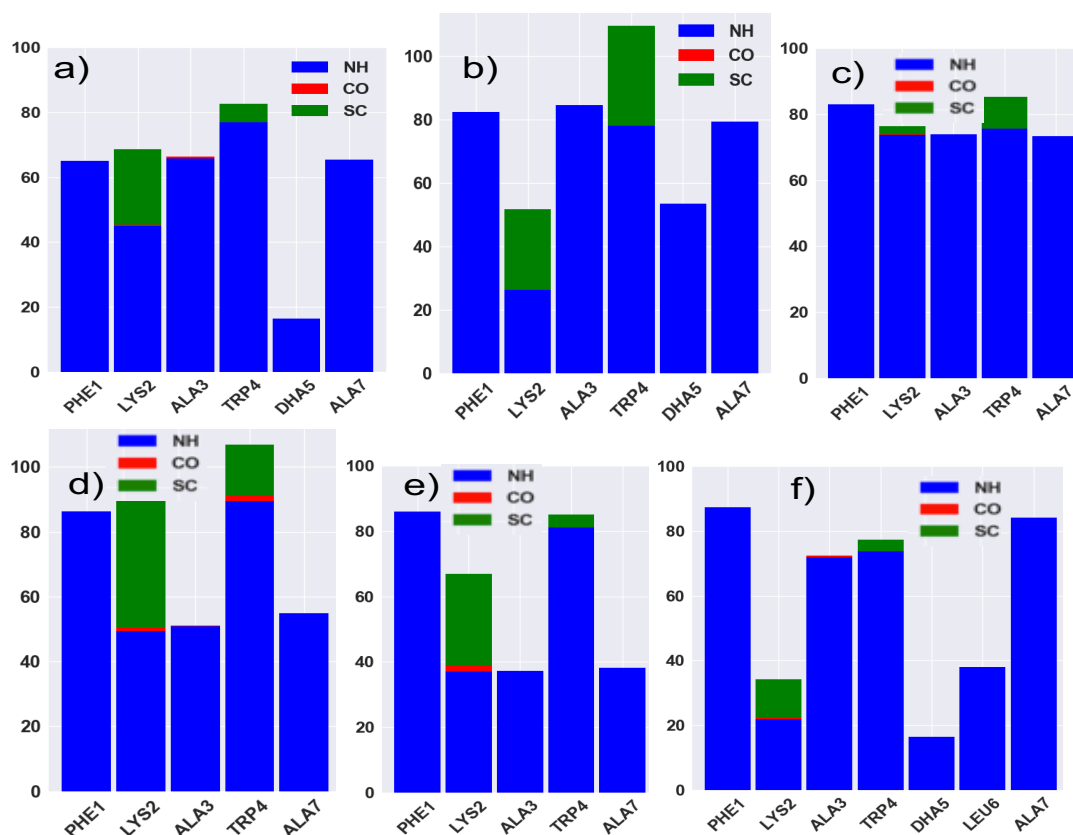 a)
NH
CO
SC
100
80
60
40
20
0
PHE1 LYS2 ALA3 TRP4 DHA5 ALA7
b)
NH
CO
SC
100
80
60
40
20
0
PHE1 LYS2 ALA3 TRP4 DHA5 ALA7
c)
NH
CO
SC
100
80
60
40
20
0
PHE1 LYS2 ALA3 TRP4 ALA7
d)
NH
CO
SC
100
80
60
40
20
0
PHE1 LYS2 ALA3 TRP4 ALA7
e)
NH
CO
SC
100
80
60
40
20
0
PHE1 LYS2 ALA3 TRP4 ALA7
f)
NH
CO
SC
100
80
60
40
20
0
PHE1 LYS2 ALA3 TRP4 DHA5 LEU6 ALA7